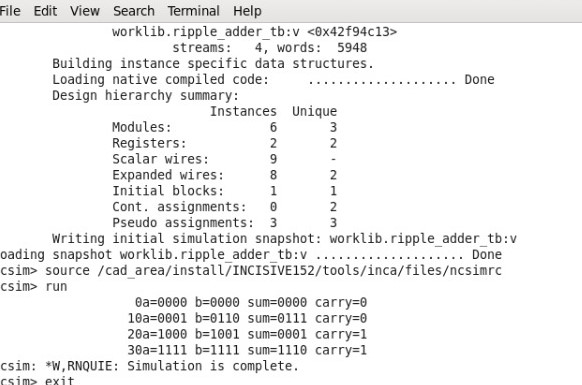 File Edit View Search Terminal Help
worklib.ripple_adder_tb:v <0x42f94c13>
streams: 4, words: 5948
Building instance specific data structures.
Loading native compiled code: .................... Done
Design hierarchy summary:
Instances Unique
Modules: 6 3
Registers: 2 2
Scalar wires: 9 -
Expanded wires: 8 2
Initial blocks: 1 1
Cont. assignments: 0 2
Pseudo assignments: 3 3
Writing initial simulation snapshot: worklib.ripple_adder_tb:v
oading snapshot worklib.ripple_adder_tb:v .................... Done
csim> source /cad_area/install/INCISIVE152/tools/inca/files/ncsimrc
csim> run
0a=0000 b=0000 sum=0000 carry=0
10a=0001 b=0110 sum=0111 carry=0
20a=1000 b=1001 sum=0001 carry=1
30a=1111 b=1111 sum=1110 carry=1
csim: *W,RNQUIE: Simulation is complete.
csim> exit